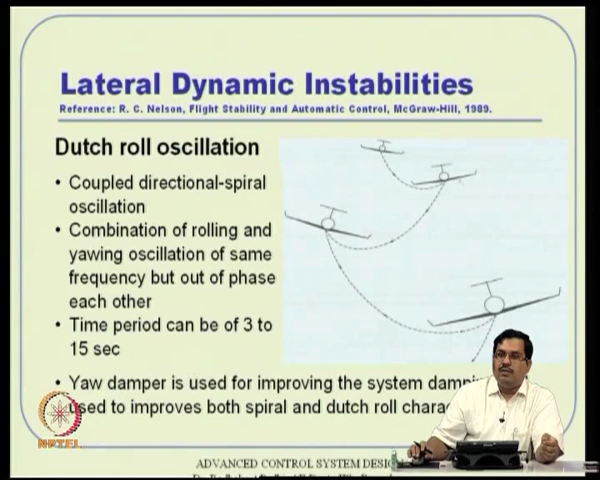 Lateral Dynamic Instabilities
Reference: R. C. Nelson, Flight Stability and Automatic Control, McGraw-Hill, 1989.
Dutch roll oscillation
• Coupled directional-spiral
oscillation
• Combination of rolling and
yawing oscillation of same
frequency but out of phase
each other
• Time period can be of 3 to
15 sec
• Yaw damper is used for improving the system
used to improves both spiral and dutch roll
NPTEL
ADVANCED CONTROL SYSTEM